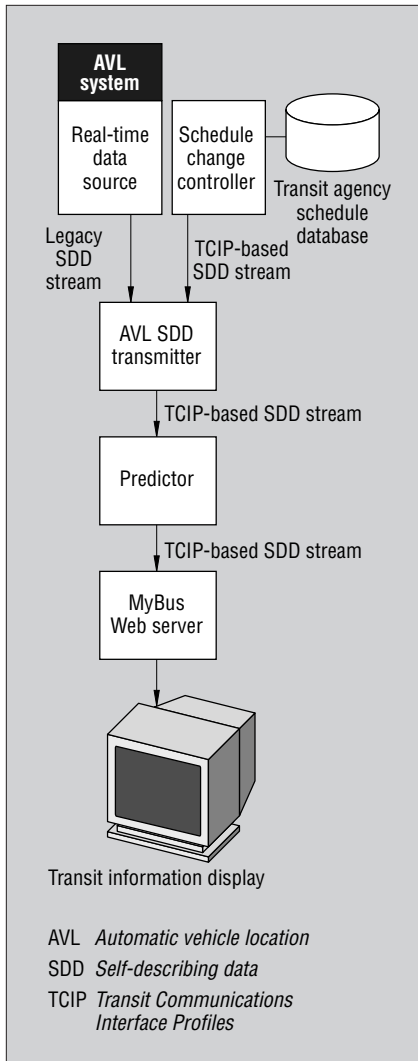 AVL
system
Real-time
data
source
Schedule
change
controller
Transit agency
schedule
database
Legacy
SDD
stream
TCIP-based
SDD stream
AVL SDD
transmitter
TCIP-based SDD stream
Predictor
TCIP-based SDD stream
MyBus
Web server
Transit information display
AVL Automatic vehicle location
SDD Self-describing data
TCIP Transit Communications
Interface Profiles